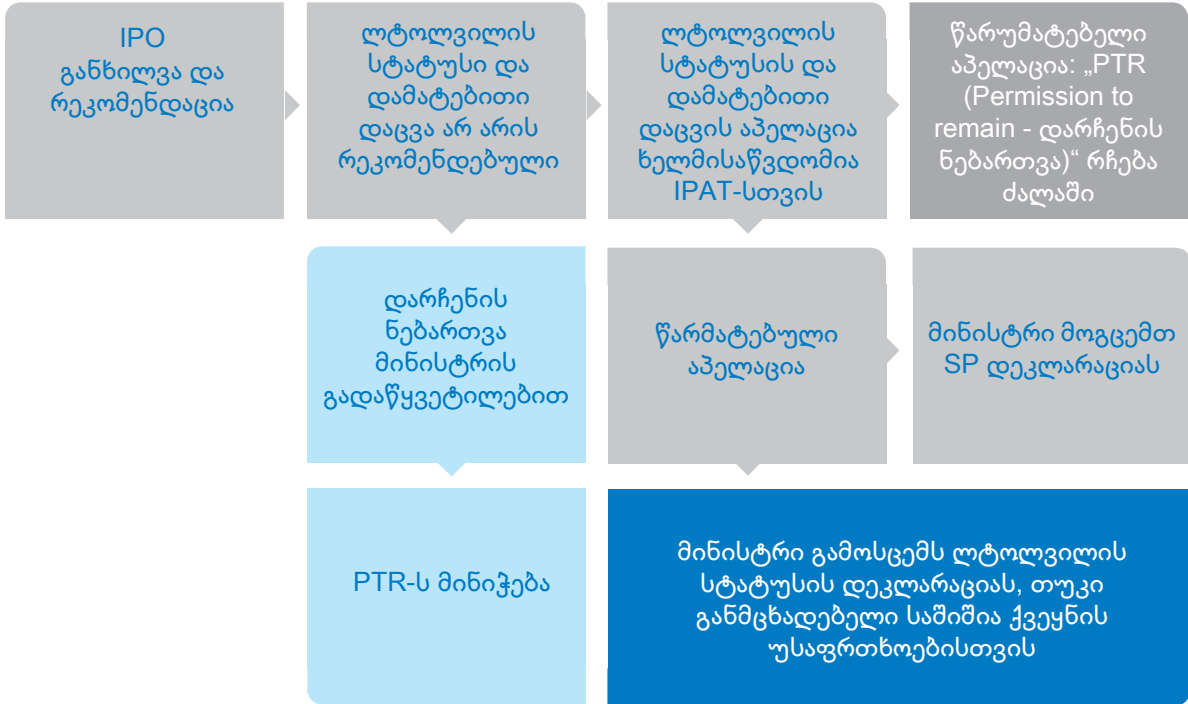 IPO
განხილვა და
რეკომენდაცია
ლტოლვილის
სტატუსი და
დამატებითი
დაცვა არ არის
რეკომენდებული
ლტოლვილის
სტატუსის და
დამატებითი
დაცვის აპელაცია
ხელმისაწვდომია
IPAT-სთვის
წარუმატებელი
აპელაცია: „PTR
(Permission to
remain - დარჩენის
ნებართვა)“ რჩება
ძალაში
დარჩენის
ნებართვა
მინისტრის
გადაწყვეტილებით
წარმატებული
აპელაცია
მინისტრი მოგცემთ
SP დეკლარაციას
PTR-ს მინიჭება
მინისტრი გამოსცემს ლტოლვილის
სტატუსის დეკლარაციას, თუკი
განმცხადებელი საშიშია ქვეყნის
უსაფრთხოებისთვის